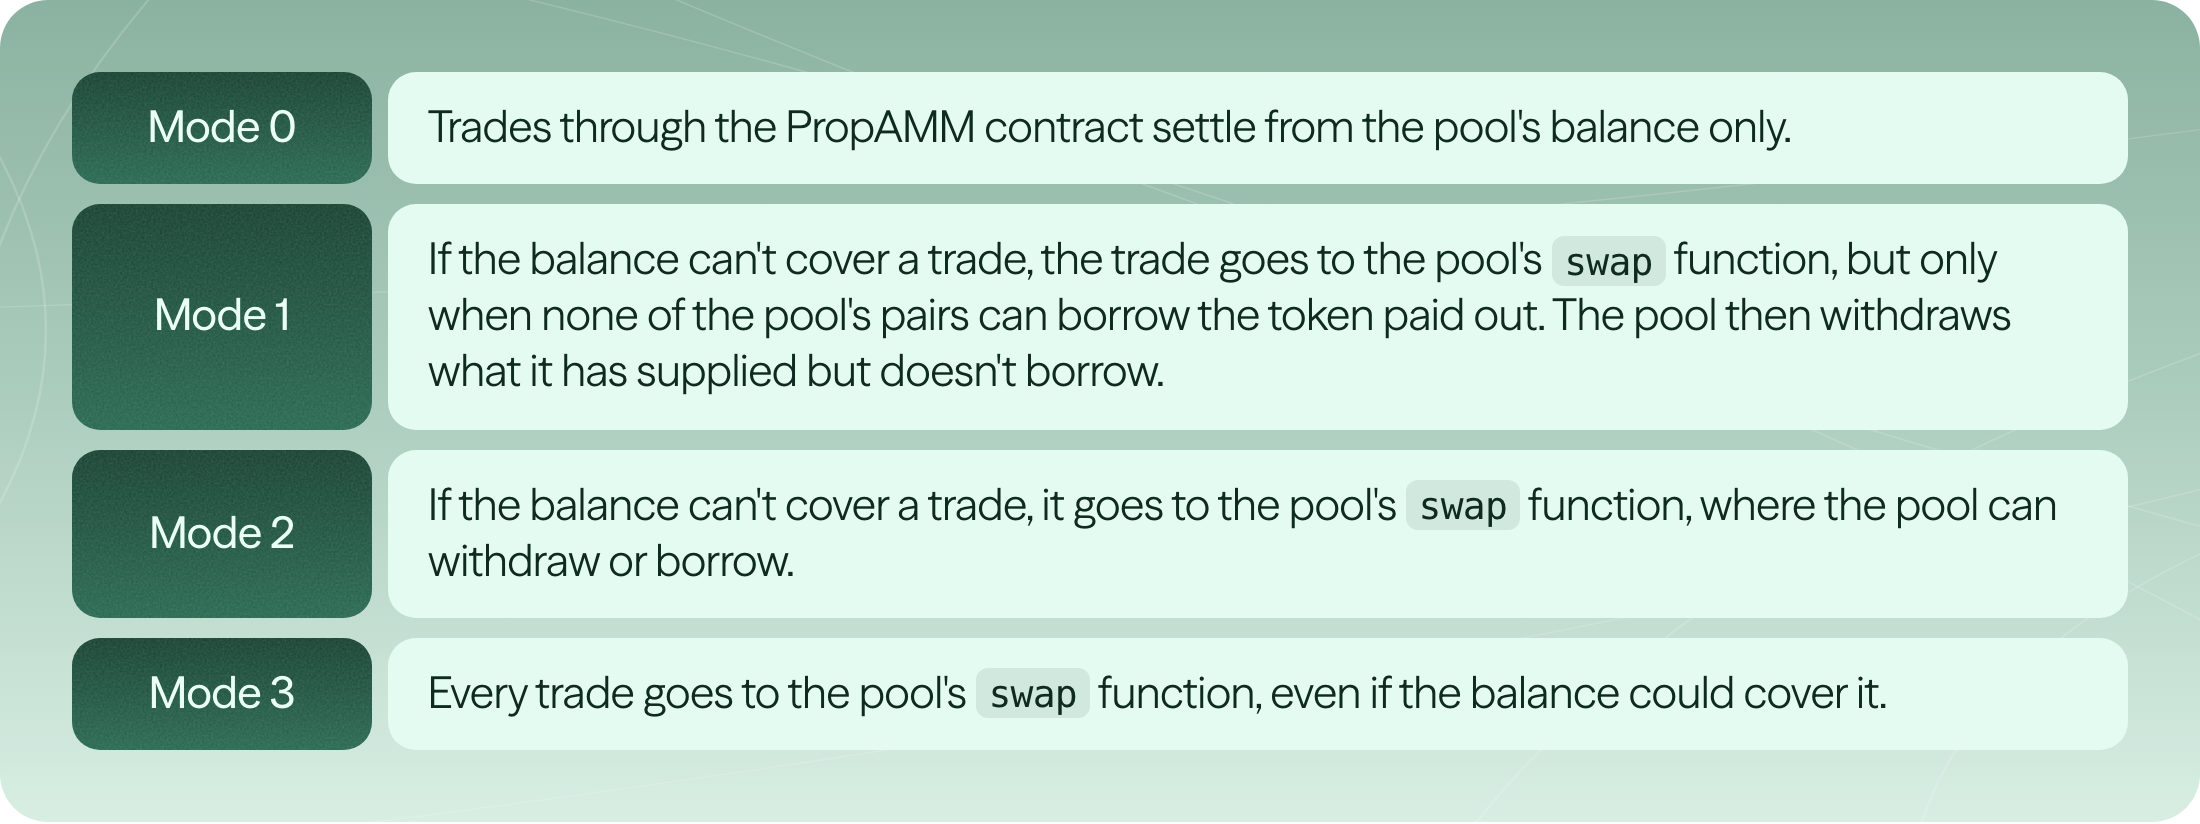 Mode 0
Trades through the PropAMM contract settle from the pool's balance only.
Mode 1
If the balance can't cover a trade, the trade goes to the pool's swap function, but only
when none of the pool's pairs can borrow the token paid out. The pool then withdraws
what it has supplied but doesn't borrow.
Mode 2
If the balance can't cover a trade, it goes to the pool's swap function, where the pool can
withdraw or borrow.
Mode 3
Every trade goes to the pool's swap function, even if the balance could cover it.